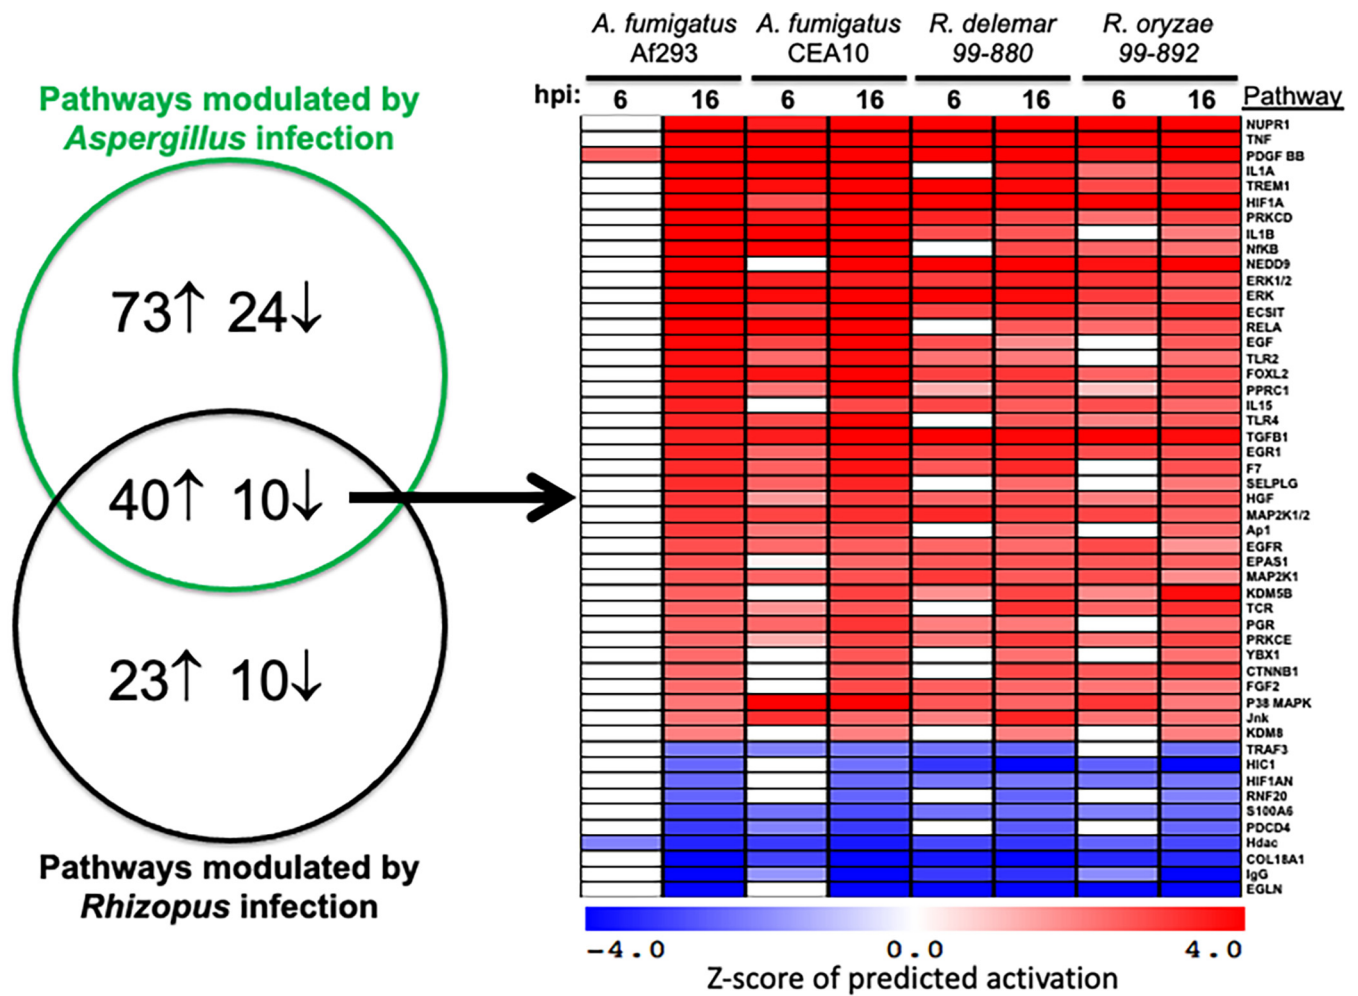 A. fumigatus
Af293
A. fumigatus
CEA10
R. delemar
99-880
R. oryzae
99-892
hpi: 6 16 6 16 6 16 6 16 Pathway
Pathways modulated by
Aspergillus infection
73↑ 24↓
40↑ 10↓
23↑ 10↓
Pathways modulated by
Rhizopus infection
NUPR1
TNF
PDGF BB
IL1A
TREM1
HIF1A
PRKCD
IL1B
NfKB
NEDD9
ERK1/2
ERK
ECSIT
RELA
EGF
TLR2
FOXL2
PPRC1
IL15
TLR4
TGFB1
EGR1
F7
SELPLG
HGF
MAP2K1/2
Ap1
EGFR
EPAS1
MAP2K1
KDM5B
TCR
PGR
PRKCE
YBX1
CTNNB1
FGF2
P38 MAPK
Jnk
KDM8
TRAF3
HIC1
HIF1AN
RNF20
S100A6
PDCD4
Hdac
COL18A1
IgG
EGLN
-4.0 0.0 4.0
Z-score of predicted activation